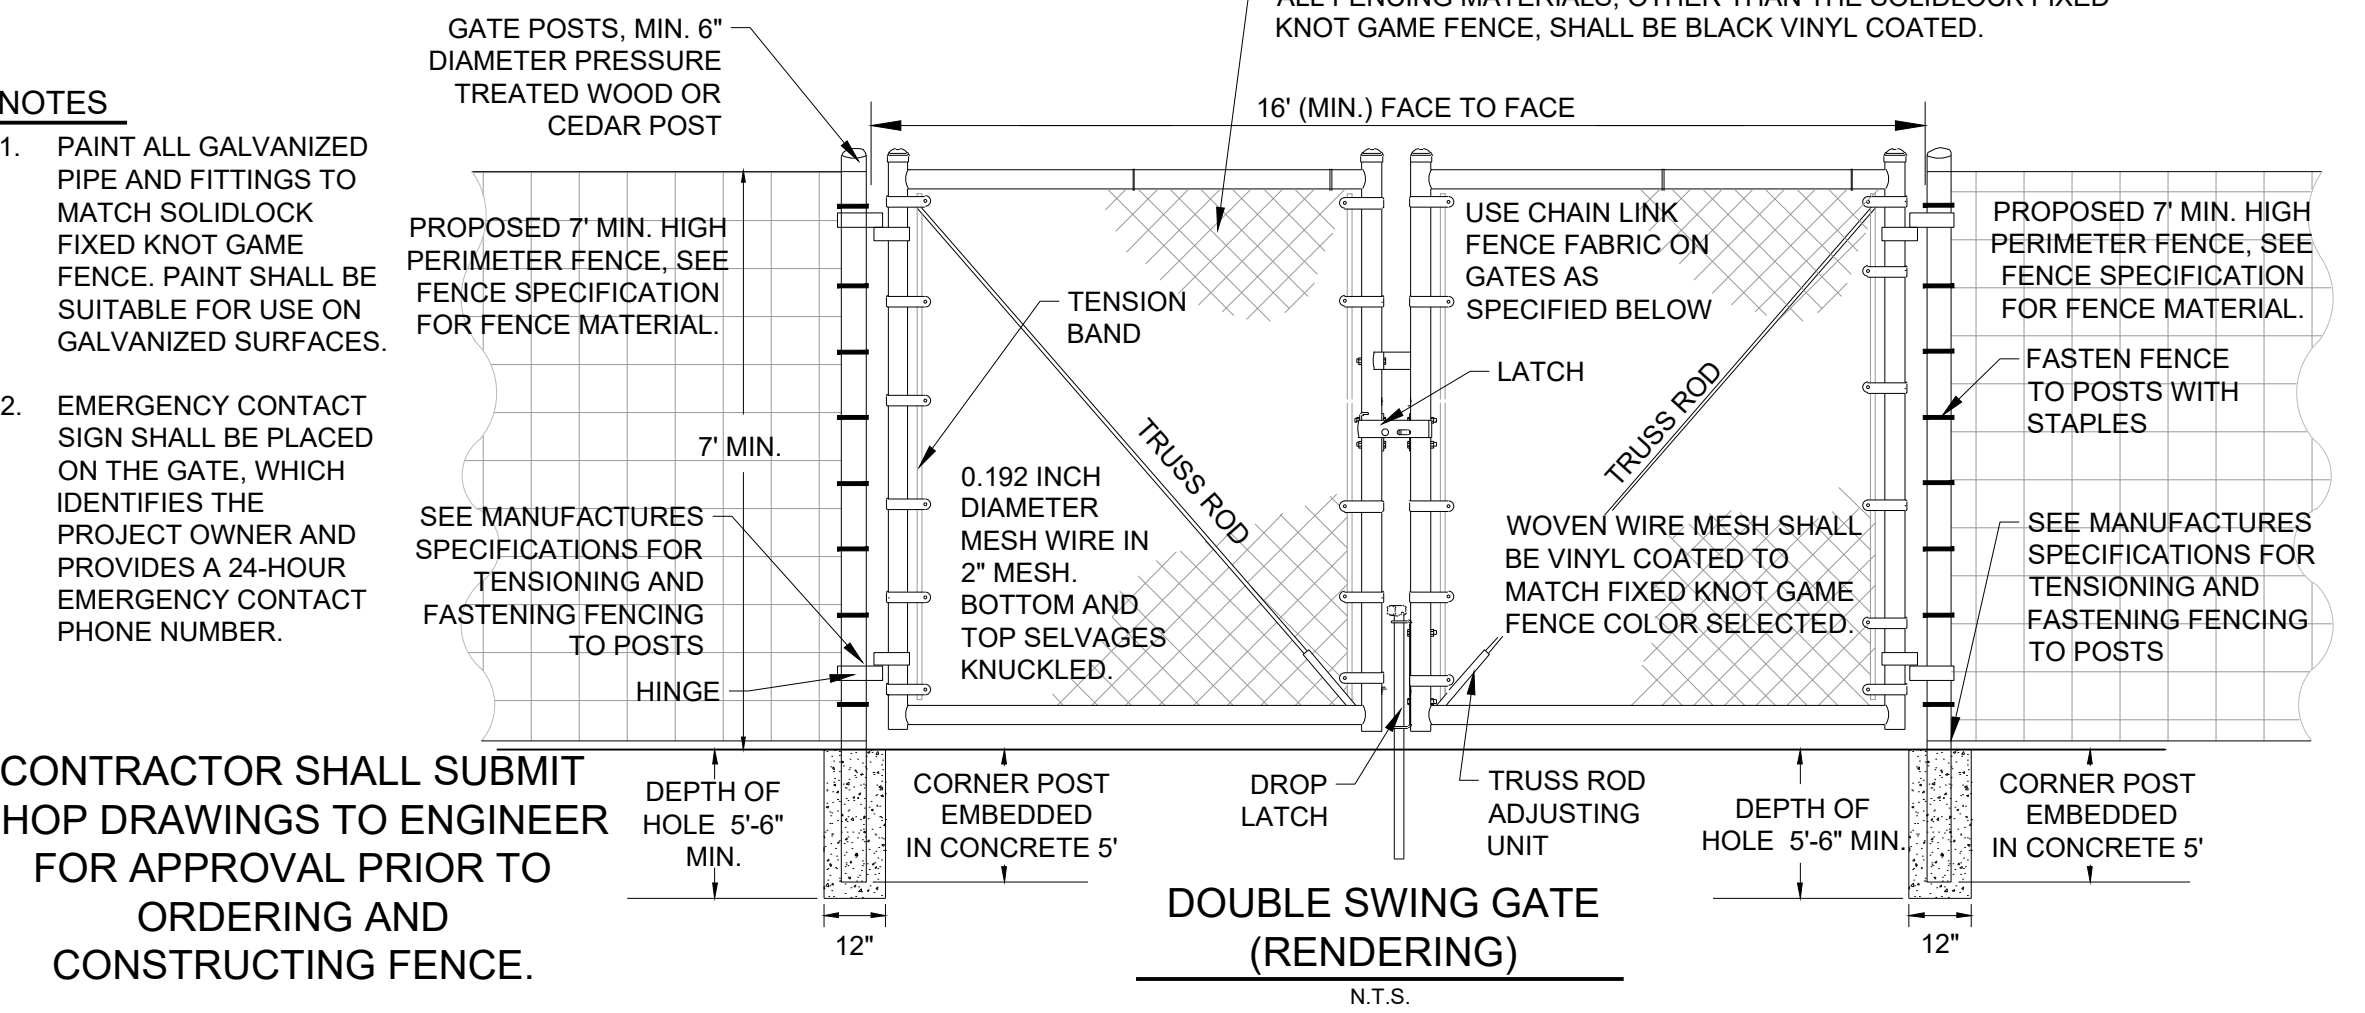 ALL FENCING MATERIALS, OTHER THAN THE SOLIDLOCK FIXED
KNOT GAME FENCE, SHALL BE BLACK VINYL COATED.
GATE POSTS, MIN. 6"
DIAMETER PRESSURE
TREATED WOOD OR
CEDAR POST
NOTES
1. PAINT ALL GALVANIZED
PIPE AND FITTINGS TO
MATCH SOLIDLOCK
FIXED KNOT GAME
FENCE. PAINT SHALL BE
SUITABLE FOR USE ON
GALVANIZED SURFACES.
2. EMERGENCY CONTACT
SIGN SHALL BE PLACED
ON THE GATE, WHICH
IDENTIFIES THE
PROJECT OWNER AND
PROVIDES A 24-HOUR
EMERGENCY CONTACT
PHONE NUMBER.
CONTRACTOR SHALL SUBMIT
HOP DRAWINGS TO ENGINEER
FOR APPROVAL PRIOR TO
ORDERING AND
CONSTRUCTING FENCE.
16' (MIN.) FACE TO FACE
PROPOSED 7' MIN. HIGH
PERIMETER FENCE, SEE
FENCE SPECIFICATION
FOR FENCE MATERIAL.
7' MIN.
SEE MANUFACTURES
SPECIFICATIONS FOR
TENSIONING AND
FASTENING FENCING
TO POSTS
HINGE
TENSION
BAND
TRUSS ROD
0.192 INCH
DIAMETER
MESH WIRE IN
2" MESH.
BOTTOM AND
TOP SELVAGES
KNUCKLED.
USE CHAIN LINK
FENCE FABRIC ON
GATES AS
SPECIFIED BELOW
LATCH
TRUSS ROD
WOVEN WIRE MESH SHALL
BE VINYL COATED TO
MATCH FIXED KNOT GAME
FENCE COLOR SELECTED.
PROPOSED 7' MIN. HIGH
PERIMETER FENCE, SEE
FENCE SPECIFICATION
FOR FENCE MATERIAL.
FASTEN FENCE
TO POSTS WITH
STAPLES
SEE MANUFACTURES
SPECIFICATIONS FOR
TENSIONING AND
FASTENING FENCING
TO POSTS
DEPTH OF
HOLE 5'-6"
MIN.
12"
CORNER POST
EMBEDDED
IN CONCRETE 5'
DROP
LATCH
TRUSS ROD
ADJUSTING
UNIT
DEPTH OF
HOLE 5'-6" MIN.
12"
CORNER POST
EMBEDDED
IN CONCRETE 5'
DOUBLE SWING GATE
(RENDERING)
N.T.S.